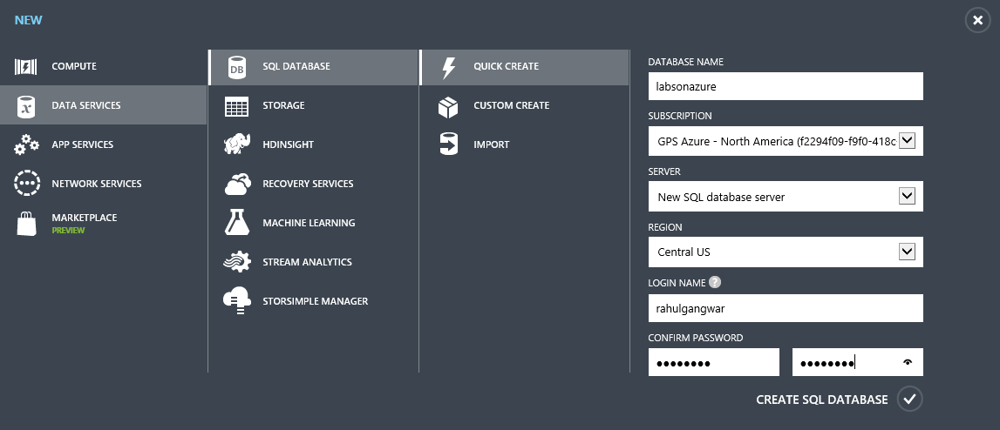 NEW
COMPUTE
DATA SERVICES
APP SERVICES
NETWORK SERVICES
MARKETPLACE
PREVIEW
DB
SQL DATABASE
STORAGE
HDINSIGHT
RECOVERY SERVICES
MACHINE LEARNING
STREAM ANALYTICS
STORSIMPLE MANAGER
QUICK CREATE
CUSTOM CREATE
IMPORT
DATABASE NAME
labsonazure
SUBSCRIPTION
GPS Azure - North America (f2294f09-f9f0-418c
SERVER
New SQL database server
REGION
Central US
LOGIN NAME ?
rahulgangwar
CONFIRM PASSWORD
•••••••• ••••••••
CREATE SQL DATABASE